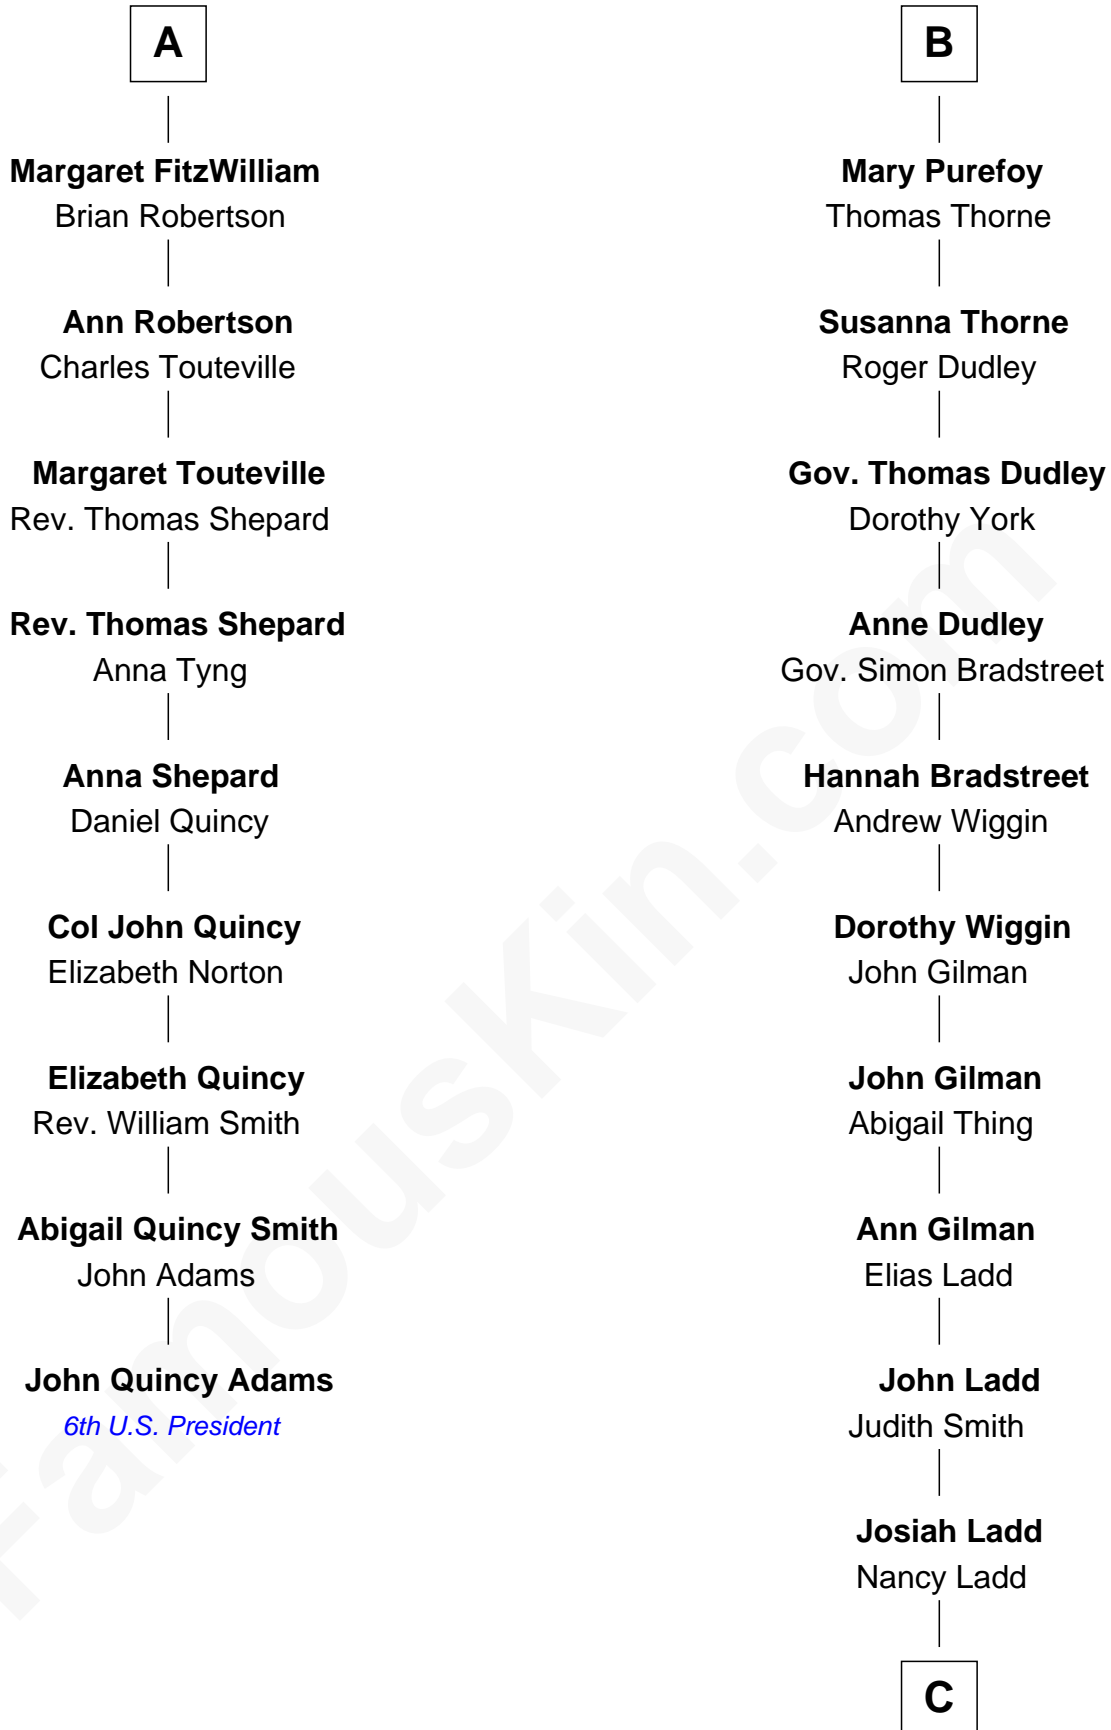 A
Margaret FitzWilliam
Brian Robertson
Ann Robertson
Charles Touteville
Margaret Touteville
Rev. Thomas Shepard
Rev. Thomas Shepard
Anna Tyng
Anna Shepard
Daniel Quincy
Col John Quincy
Elizabeth Norton
Elizabeth Quincy
Rev. William Smith
Abigail Quincy Smith
John Adams
John Quincy Adams
6th U.S. President
B
Mary Purefoy
Thomas Thorne
Susanna Thorne
Roger Dudley
Gov. Thomas Dudley
Dorothy York
Anne Dudley
Gov. Simon Bradstreet
Hannah Bradstreet
Andrew Wiggin
Dorothy Wiggin
John Gilman
John Gilman
Abigail Thing
Ann Gilman
Elias Ladd
John Ladd
Judith Smith
Josiah Ladd
Nancy Ladd
C
FamousKin.com